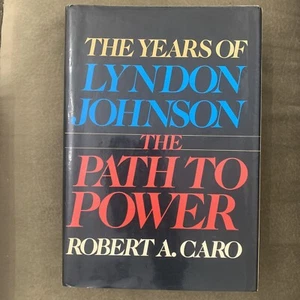 THE YEARS OF
LYNDON
JOHNSON
THE
PATH TO
POWER
ROBERT A. CARO